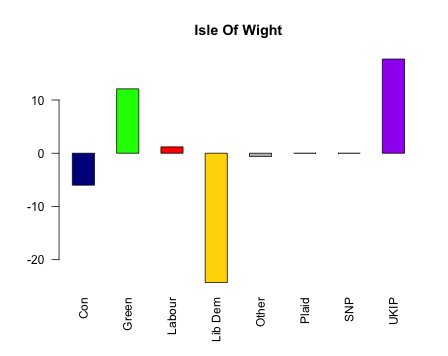 Isle Of Wight
10
0
-10
-20
Con
Green
Labour
Lib Dem
Other
Plaid
SNP
UKIP